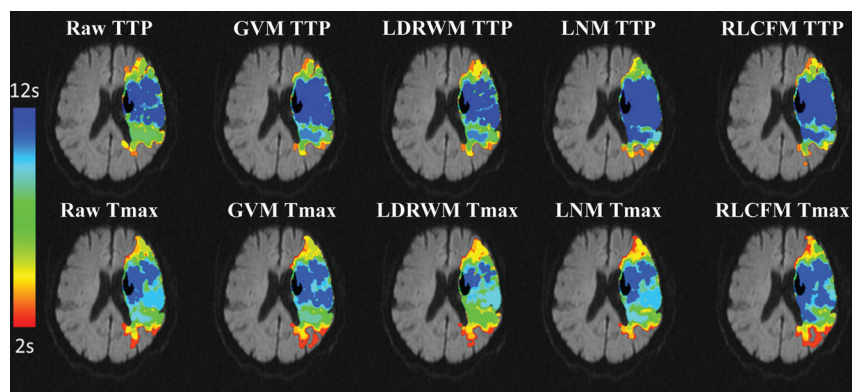 Raw TTP GVM TTP LDRWM TTP LNM TTP RLCFM TTP
12s
Raw Tmax GVM Tmax LDRWM Tmax LNM Tmax RLCFM Tmax
2s